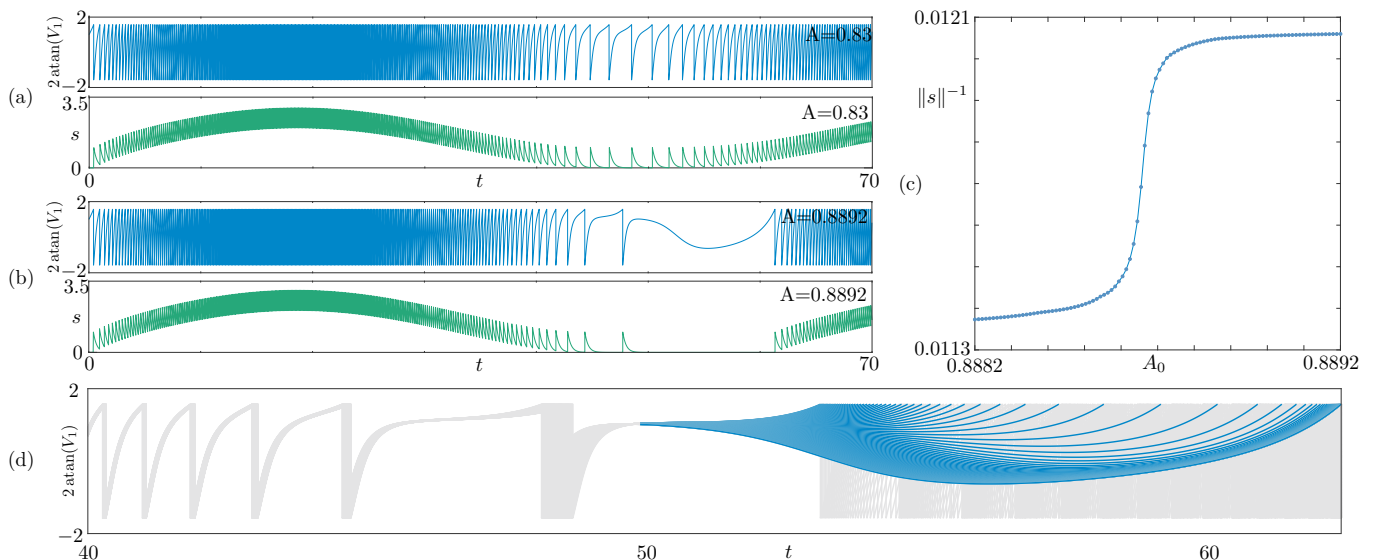 (a)
2
2 atan(V₁)
−2
A=0.83
3.5
s
0
A=0.83
0
t
70
(b)
2
2 atan(V₁)
−2
A=0.8892
3.5
s
0
A=0.8892
0
t
70
(c)
0.0121
‖s‖⁻¹
0.0113
0.8882
A₀
0.8892
(d)
2
2 atan(V₁)
−2
40
50
t
60